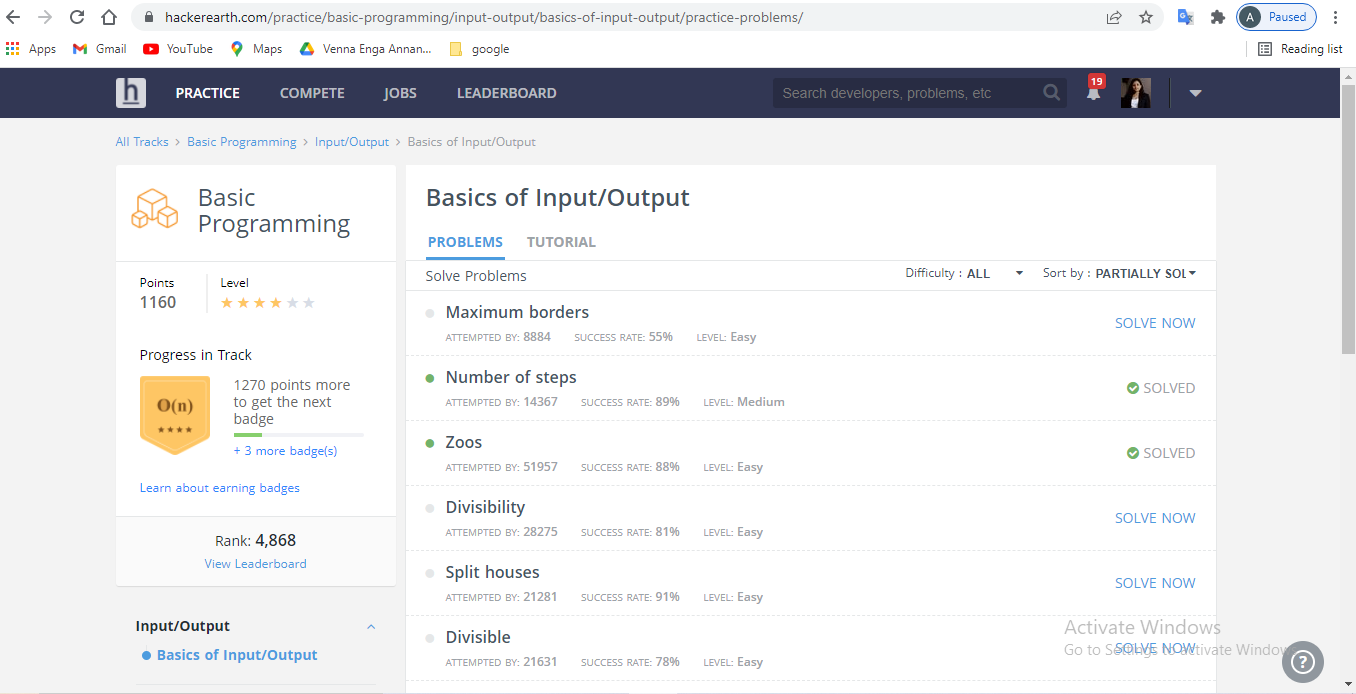 hackerearth.com/practice/basic-programming/input-output/basics-of-input-output/practice-problems/
A Paused
Apps Gmail YouTube Maps Venna Enga Annan... google Reading list
h PRACTICE COMPETE JOBS LEADERBOARD Search developers, problems, etc 19
All Tracks > Basic Programming > Input/Output > Basics of Input/Output
Basic
Programming
Points Level
1160
Progress in Track
O(n)
1270 points more
to get the next
badge
+ 3 more badge(s)
Learn about earning badges
Rank: 4,868
View Leaderboard
Input/Output
Basics of Input/Output
Basics of Input/Output
PROBLEMS TUTORIAL
Solve Problems Difficulty : ALL Sort by : PARTIALLY SOL
Maximum borders
ATTEMPTED BY: 8884 SUCCESS RATE: 55% LEVEL: Easy
SOLVE NOW
Number of steps
ATTEMPTED BY: 14367 SUCCESS RATE: 89% LEVEL: Medium
SOLVED
Zoos
ATTEMPTED BY: 51957 SUCCESS RATE: 88% LEVEL: Easy
SOLVED
Divisibility
ATTEMPTED BY: 28275 SUCCESS RATE: 81% LEVEL: Easy
SOLVE NOW
Split houses
ATTEMPTED BY: 21281 SUCCESS RATE: 91% LEVEL: Easy
SOLVE NOW
Divisible
ATTEMPTED BY: 21631 SUCCESS RATE: 78% LEVEL: Easy
SOLVE NOW
Activate Windows
Go to Settings to activate Window
?